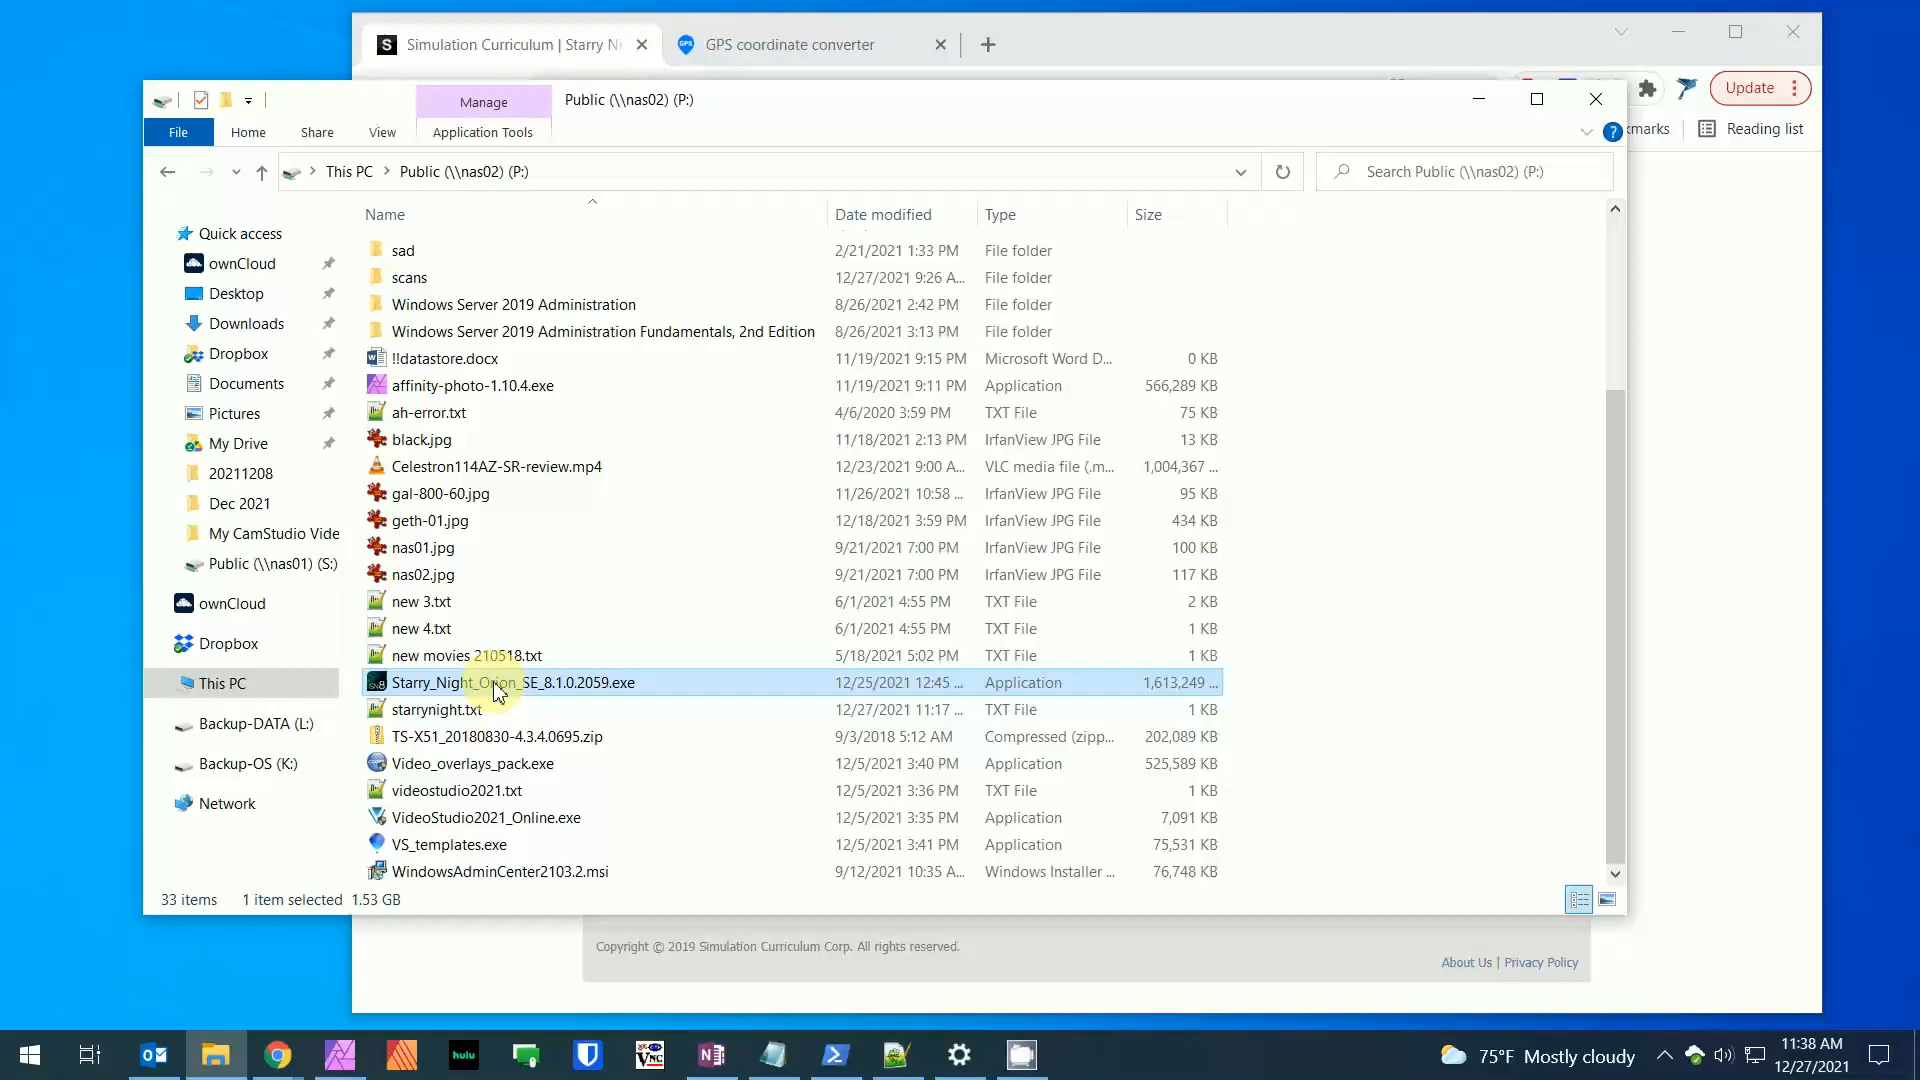 Simulation Curriculum | Starry Ni
GPS coordinate converter
Update
Manage
Public (\\nas02) (P:)
File
Home
Share
View
Application Tools
kmarks
Reading list
This PC
Public (\\nas02) (P:)
Search Public (\\nas02) (P:)
Name
Date modified
Type
Size
Quick access
ownCloud
Desktop
Downloads
Dropbox
Documents
Pictures
My Drive
20211208
Dec 2021
My CamStudio Vide
Public (\\nas01) (S:)
ownCloud
Dropbox
This PC
Backup-DATA (L:)
Backup-OS (K:)
Network
sad 2/21/2021 1:33 PM File folder
scans 12/27/2021 9:26 A... File folder
Windows Server 2019 Administration 8/26/2021 2:42 PM File folder
Windows Server 2019 Administration Fundamentals, 2nd Edition 8/26/2021 3:13 PM File folder
!!datastore.docx 11/19/2021 9:15 PM Microsoft Word D... 0 KB
affinity-photo-1.10.4.exe 11/19/2021 9:11 PM Application 566,289 KB
ah-error.txt 4/6/2020 3:59 PM TXT File 75 KB
black.jpg 11/18/2021 2:13 PM IrfanView JPG File 13 KB
Celestron114AZ-SR-review.mp4 12/23/2021 9:00 A... VLC media file (.m... 1,004,367 ...
gal-800-60.jpg 11/26/2021 10:58 ... IrfanView JPG File 95 KB
geth-01.jpg 12/18/2021 3:59 PM IrfanView JPG File 434 KB
nas01.jpg 9/21/2021 7:00 PM IrfanView JPG File 100 KB
nas02.jpg 9/21/2021 7:00 PM IrfanView JPG File 117 KB
new 3.txt 6/1/2021 4:55 PM TXT File 2 KB
new 4.txt 6/1/2021 4:55 PM TXT File 1 KB
new movies 210518.txt 5/18/2021 5:02 PM TXT File 1 KB
Starry_Night_Orion_SE_8.1.0.2059.exe 12/25/2021 12:45 ... Application 1,613,249 ...
starrynight.txt 12/27/2021 11:17 ... TXT File 1 KB
TS-X51_20180830-4.3.4.0695.zip 9/3/2018 5:12 AM Compressed (zipp... 202,089 KB
Video_overlays_pack.exe 12/5/2021 3:40 PM Application 525,589 KB
videostudio2021.txt 12/5/2021 3:36 PM TXT File 1 KB
VideoStudio2021_Online.exe 12/5/2021 3:35 PM Application 7,091 KB
VS_templates.exe 12/5/2021 3:41 PM Application 75,531 KB
WindowsAdminCenter2103.2.msi 9/12/2021 10:35 A... Windows Installer ... 76,748 KB
33 items 1 item selected 1.53 GB
Copyright © 2019 Simulation Curriculum Corp. All rights reserved.
About Us | Privacy Policy
hulu
VNC
75°F Mostly cloudy
11:38 AM
12/27/2021